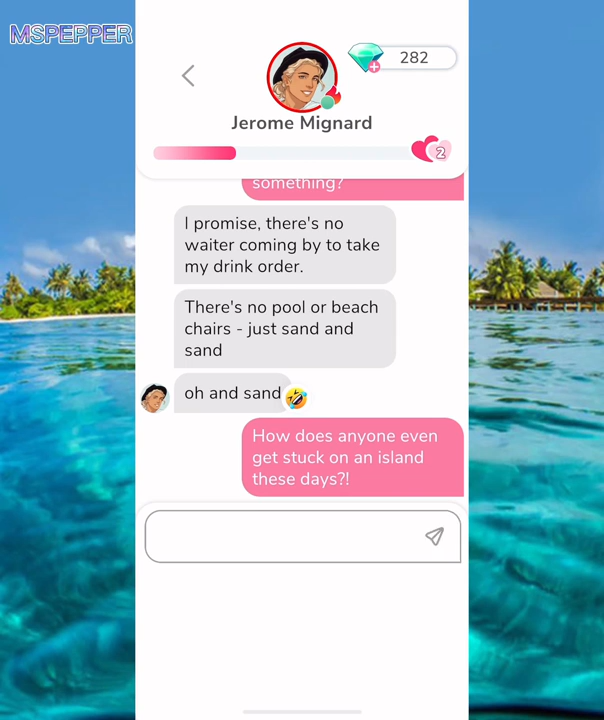 MSPEPPER
282
Jerome Mignard
2
something?
I promise, there's no
waiter coming by to take
my drink order.
There's no pool or beach
chairs - just sand and
sand
oh and sand
How does anyone even
get stuck on an island
these days?!